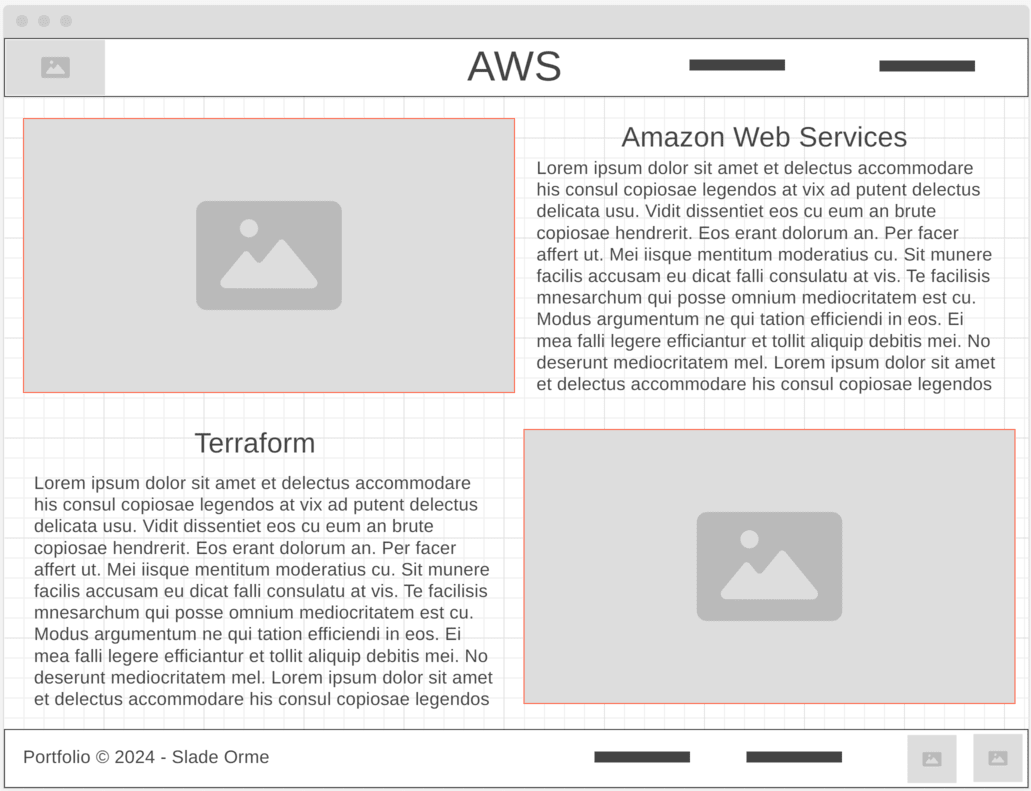 AWS
Amazon Web Services
Lorem ipsum dolor sit amet et delectus accommodare
his consul copiosae legendos at vix ad putent delectus
delicata usu. Vidit dissentiet eos cu eum an brute
copiosae hendrerit. Eos erant dolorum an. Per facer
affert ut. Mei iisque mentitum moderatius cu. Sit munere
facilis accusam eu dicat falli consulatu at vis. Te facilisis
mnesarchum qui posse omnium mediocritatem est cu.
Modus argumentum ne qui tation efficiendi in eos. Ei
mea falli legere efficiantur et tollit aliquip debitis mei. No
deserunt mediocritatem mel. Lorem ipsum dolor sit amet
et delectus accommodare his consul copiosae legendos
Terraform
Lorem ipsum dolor sit amet et delectus accommodare
his consul copiosae legendos at vix ad putent delectus
delicata usu. Vidit dissentiet eos cu eum an brute
copiosae hendrerit. Eos erant dolorum an. Per facer
affert ut. Mei iisque mentitum moderatius cu. Sit munere
facilis accusam eu dicat falli consulatu at vis. Te facilisis
mnesarchum qui posse omnium mediocritatem est cu.
Modus argumentum ne qui tation efficiendi in eos. Ei
mea falli legere efficiantur et tollit aliquip debitis mei. No
deserunt mediocritatem mel. Lorem ipsum dolor sit amet
et delectus accommodare his consul copiosae legendos
Portfolio © 2024 - Slade Orme